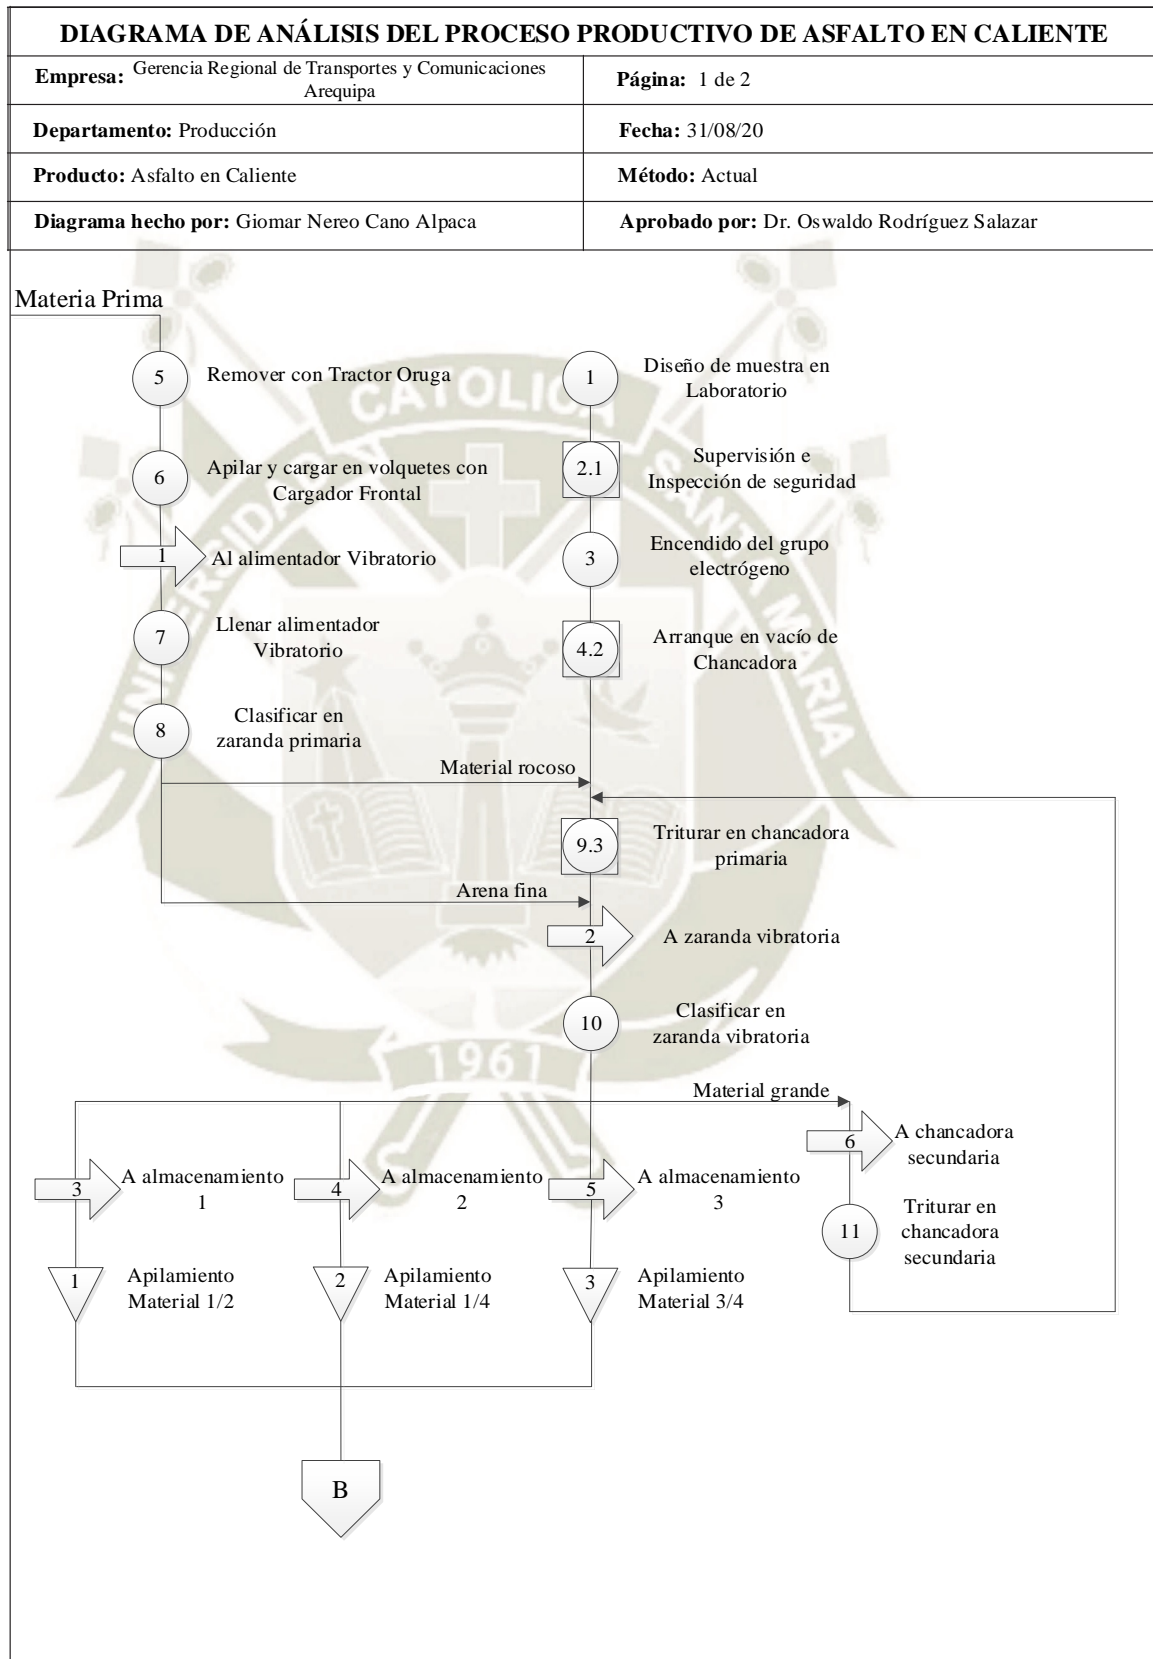 DIAGRAMA DE ANÁLISIS DEL PROCESO PRODUCTIVO DE ASFALTO EN CALIENTE
Empresa: Gerencia Regional de Transportes y Comunicaciones
Arequipa
Página: 1 de 2
Departamento: Producción
Fecha: 31/08/20
Producto: Asfalto en Caliente
Método: Actual
Diagrama hecho por: Giomar Nereo Cano Alpaca
Aprobado por: Dr. Oswaldo Rodríguez Salazar
Materia Prima
5
Remover con Tractor Oruga
6
Apilar y cargar en volquetes con
Cargador Frontal
1
Al alimentador Vibratorio
7
Llenar alimentador
Vibratorio
8
Clasificar en
zaranda primaria
1
Diseño de muestra en
Laboratorio
2.1
Supervisión e
Inspección de seguridad
3
Encendido del grupo
electrógeno
4.2
Arranque en vacío de
Chancadora
Material rocoso
9.3
Triturar en chancadora
primaria
Arena fina
2
A zaranda vibratoria
10
Clasificar en
zaranda vibratoria
Material grande
3
A almacenamiento
1
4
A almacenamiento
2
5
A almacenamiento
3
6
A chancadora
secundaria
11
Triturar en
chancadora
secundaria
1
Apilamiento
Material 1/2
2
Apilamiento
Material 1/4
3
Apilamiento
Material 3/4
B
UNIVERSIDAD CATOLICA SANTA MARIA
1961